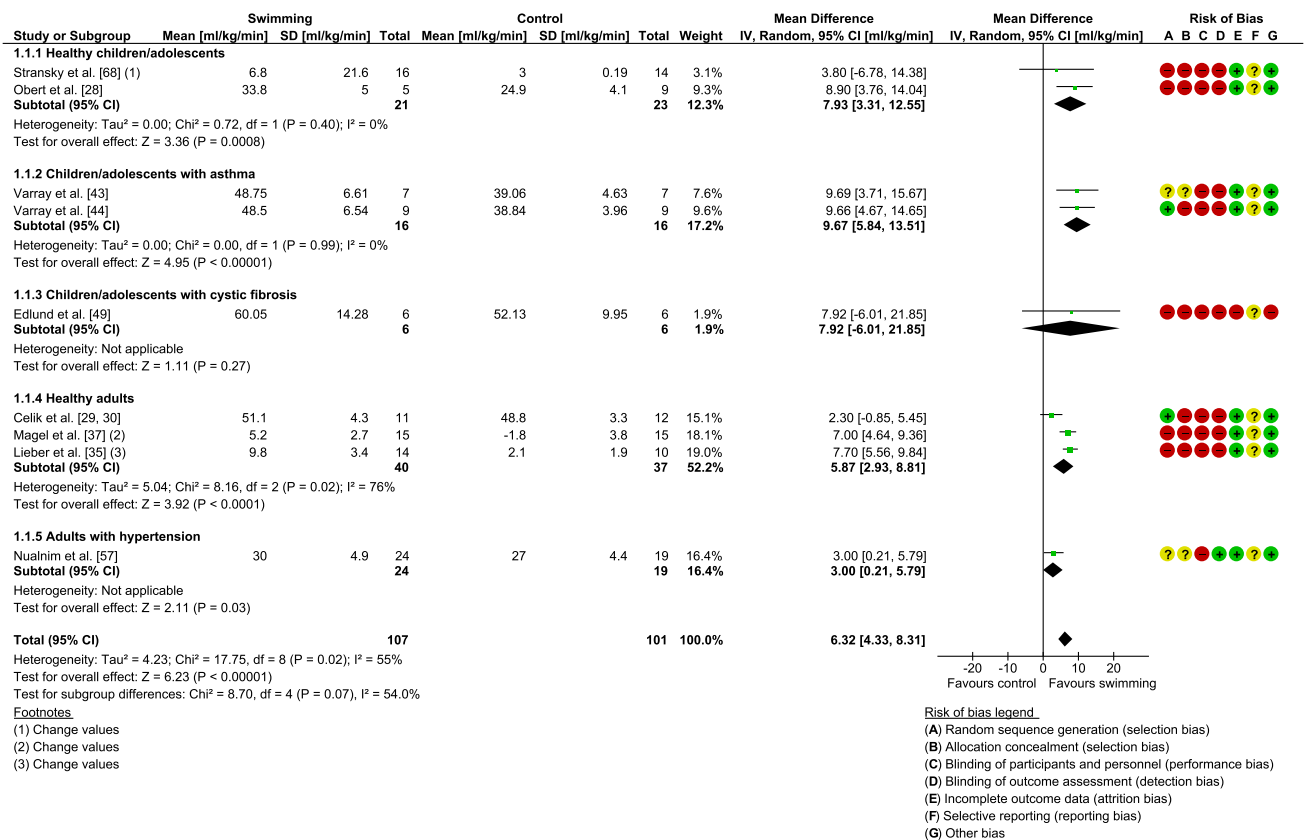 Swimming Control Mean Difference Mean Difference Risk of Bias
Study or Subgroup Mean [ml/kg/min] SD [ml/kg/min] Total Mean [ml/kg/min] SD [ml/kg/min] Total Weight IV, Random, 95% CI [ml/kg/min] IV, Random, 95% CI [ml/kg/min] A B C D E F G
1.1.1 Healthy children/adolescents
Stransky et al. [68] (1) 6.8 21.6 16 3 0.19 14 3.1% 3.80 [-6.78, 14.38] − − − − + ? +
Obert et al. [28] 33.8 5 5 24.9 4.1 9 9.3% 8.90 [3.76, 14.04] − − − − + ? +
Subtotal (95% CI) 21 23 12.3% 7.93 [3.31, 12.55]
Heterogeneity: Tau² = 0.00; Chi² = 0.72, df = 1 (P = 0.40); I² = 0%
Test for overall effect: Z = 3.36 (P = 0.0008)
1.1.2 Children/adolescents with asthma
Varray et al. [43] 48.75 6.61 7 39.06 4.63 7 7.6% 9.69 [3.71, 15.67] ? ? − − + ? +
Varray et al. [44] 48.5 6.54 9 38.84 3.96 9 9.6% 9.66 [4.67, 14.65] + − − − + ? +
Subtotal (95% CI) 16 16 17.2% 9.67 [5.84, 13.51]
Heterogeneity: Tau² = 0.00; Chi² = 0.00, df = 1 (P = 0.99); I² = 0%
Test for overall effect: Z = 4.95 (P < 0.00001)
1.1.3 Children/adolescents with cystic fibrosis
Edlund et al. [49] 60.05 14.28 6 52.13 9.95 6 1.9% 7.92 [-6.01, 21.85] − − − − − ? −
Subtotal (95% CI) 6 6 1.9% 7.92 [-6.01, 21.85]
Heterogeneity: Not applicable
Test for overall effect: Z = 1.11 (P = 0.27)
1.1.4 Healthy adults
Celik et al. [29, 30] 51.1 4.3 11 48.8 3.3 12 15.1% 2.30 [-0.85, 5.45] + − − − + ? +
Magel et al. [37] (2) 5.2 2.7 15 -1.8 3.8 15 18.1% 7.00 [4.64, 9.36] − − − − + ? +
Lieber et al. [35] (3) 9.8 3.4 14 2.1 1.9 10 19.0% 7.70 [5.56, 9.84] − − − − + ? +
Subtotal (95% CI) 40 37 52.2% 5.87 [2.93, 8.81]
Heterogeneity: Tau² = 5.04; Chi² = 8.16, df = 2 (P = 0.02); I² = 76%
Test for overall effect: Z = 3.92 (P < 0.0001)
1.1.5 Adults with hypertension
Nualnim et al. [57] 30 4.9 24 27 4.4 19 16.4% 3.00 [0.21, 5.79] ? ? − + + ? +
Subtotal (95% CI) 24 19 16.4% 3.00 [0.21, 5.79]
Heterogeneity: Not applicable
Test for overall effect: Z = 2.11 (P = 0.03)
Total (95% CI) 107 101 100.0% 6.32 [4.33, 8.31]
Heterogeneity: Tau² = 4.23; Chi² = 17.75, df = 8 (P = 0.02); I² = 55%
Test for overall effect: Z = 6.23 (P < 0.00001)
Test for subgroup differences: Chi² = 8.70, df = 4 (P = 0.07), I² = 54.0%
-20 -10 0 10 20
Favours control Favours swimming
Footnotes
(1) Change values
(2) Change values
(3) Change values
Risk of bias legend
(A) Random sequence generation (selection bias)
(B) Allocation concealment (selection bias)
(C) Blinding of participants and personnel (performance bias)
(D) Blinding of outcome assessment (detection bias)
(E) Incomplete outcome data (attrition bias)
(F) Selective reporting (reporting bias)
(G) Other bias